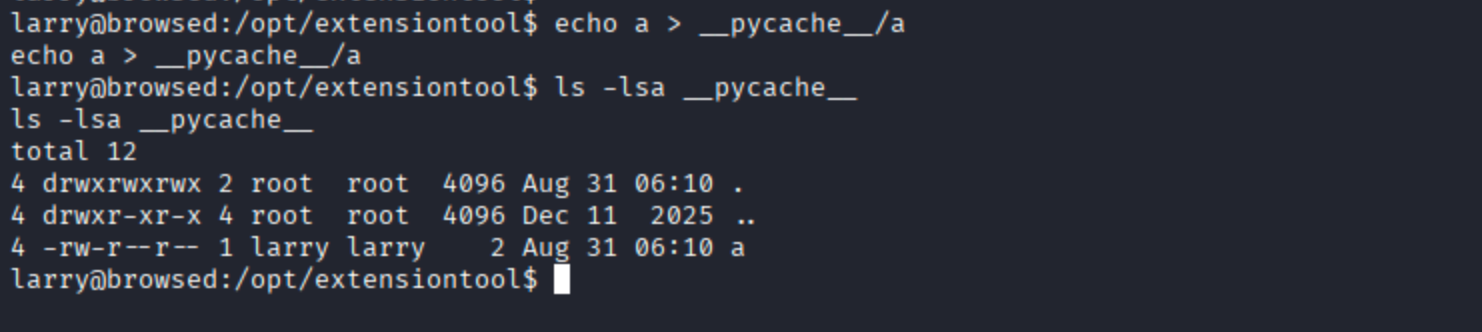 larry@browsed:/opt/extensiontool$ echo a > __pycache__/a
echo a > __pycache__/a
larry@browsed:/opt/extensiontool$ ls -lsa __pycache__
ls -lsa __pycache__
total 12
4 drwxrwxrwx 2 root  root  4096 Aug 31 06:10 .
4 drwxr-xr-x 4 root  root  4096 Dec 11  2025 ..
4 -rw-r--r-- 1 larry larry    2 Aug 31 06:10 a
larry@browsed:/opt/extensiontool$